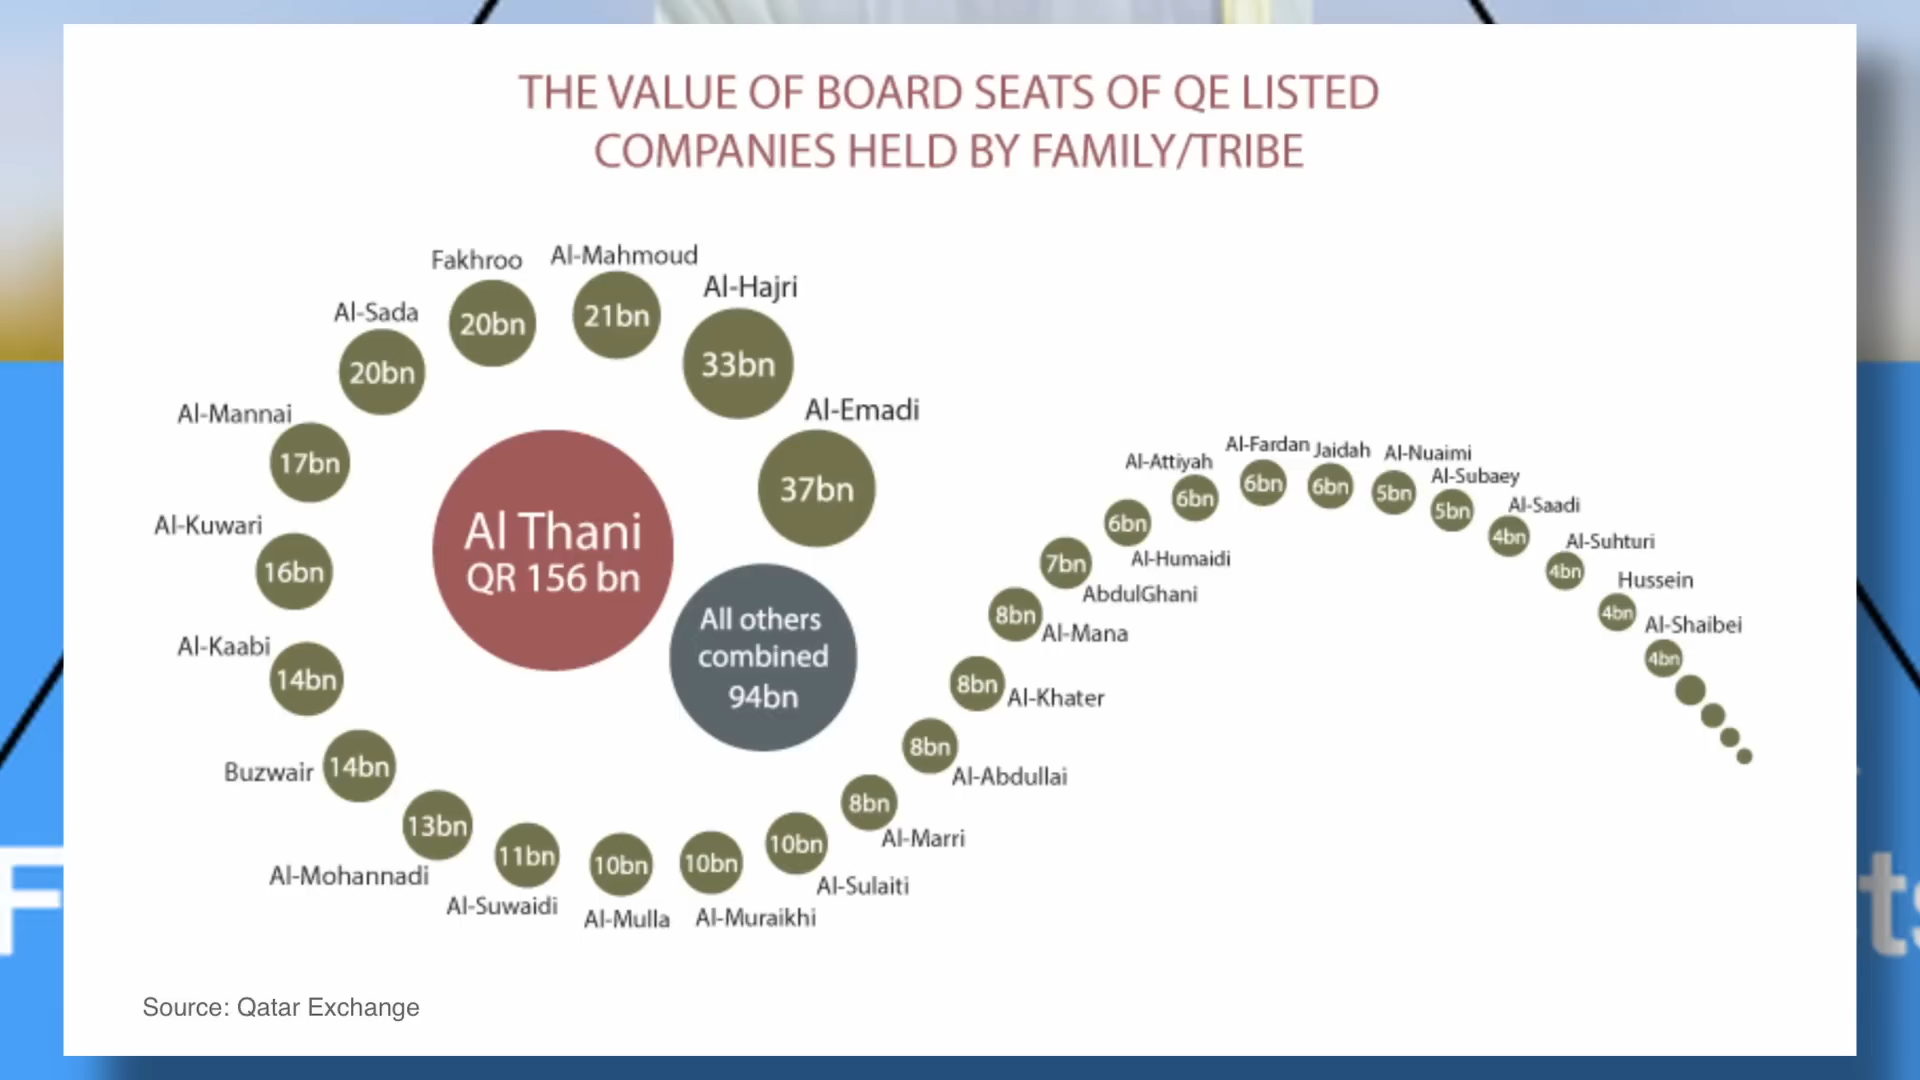 THE VALUE OF BOARD SEATS OF QE LISTED
COMPANIES HELD BY FAMILY/TRIBE
Al Thani
QR 156 bn
All others
combined
94bn
Al-Emadi
37bn
Al-Hajri
33bn
Al-Mahmoud
21bn
Fakhroo
20bn
Al-Sada
20bn
Al-Mannai
17bn
Al-Kuwari
16bn
Al-Kaabi
14bn
Buzwair
14bn
Al-Mohannadi
13bn
Al-Suwaidi
11bn
Al-Mulla
10bn
Al-Muraikhi
10bn
Al-Sulaiti
10bn
Al-Marri
8bn
Al-Abdullai
8bn
Al-Khater
8bn
Al-Mana
8bn
AbdulGhani
7bn
Al-Humaidi
6bn
Al-Attiyah
6bn
Al-Fardan
6bn
Jaidah
6bn
Al-Nuaimi
5bn
Al-Subaey
5bn
Al-Saadi
4bn
Al-Suhturi
4bn
Hussein
4bn
Al-Shaibei
4bn
Source: Qatar Exchange